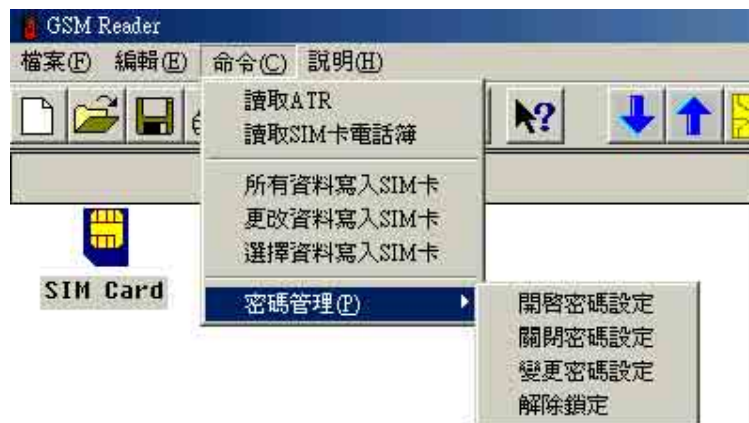 GSM Reader
檔案(F) 編輯(E) 命令(C) 說明(H)
讀取ATR
讀取SIM卡電話簿
所有資料寫入SIM卡
更改資料寫入SIM卡
選擇資料寫入SIM卡
SIM Card
密碼管理(P)
開啓密碼設定
關閉密碼設定
變更密碼設定
解除鎖定